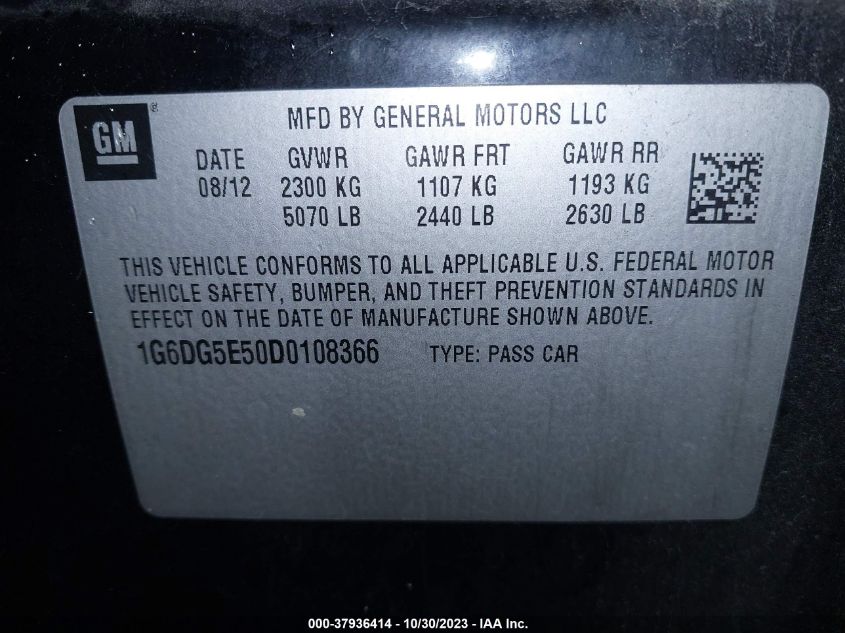 GM ®
MFD BY GENERAL MOTORS LLC
DATE GVWR GAWR FRT GAWR RR
08/12 2300 KG 1107 KG 1193 KG
5070 LB 2440 LB 2630 LB
THIS VEHICLE CONFORMS TO ALL APPLICABLE U.S. FEDERAL MOTOR
VEHICLE SAFETY, BUMPER, AND THEFT PREVENTION STANDARDS IN
EFFECT ON THE DATE OF MANUFACTURE SHOWN ABOVE.
1G6DG5E50D0108366 TYPE: PASS CAR
000-37936414 - 10/30/2023 - IAA Inc.